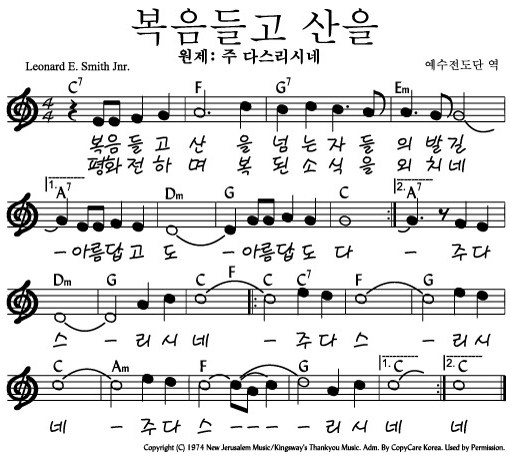 복음들고 산을
원제: 주 다스리시네
Leonard E. Smith Jnr.
예수전도단 역
C7 F G7 Em
복음 들 고 산 을 넘 는 자 들 의 발길
평화 전 하 며 복 된 소 식 을 외 치 네
1. A7 Dm G C 2. A7
- 아름답 고 도 - 아름답 도 다 - 주 다
Dm G C F C C7 F
스 - 리 시 네 - 주 다 스 - 리 시
C Am F G 1. C 2. C
네 - 주 다 스 - - - - 리 시 네 네
Copyright (C) 1974 New Jerusalem Music/Kingsway's Thankyou Music. Adm. By CopyCare Korea. Used by Permission.